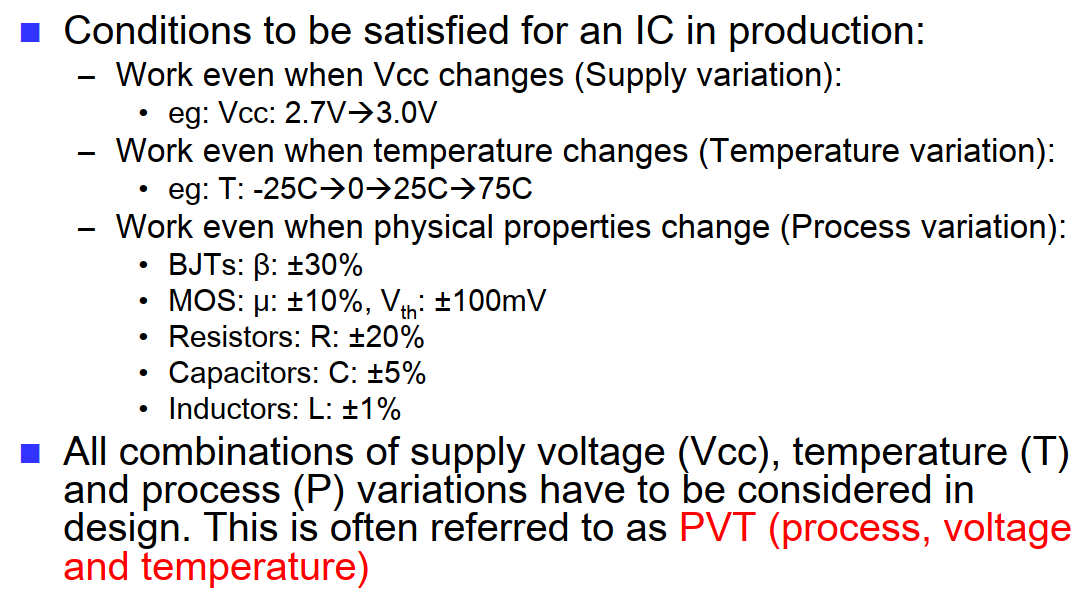 ■ Conditions to be satisfied for an IC in production:
– Work even when Vcc changes (Supply variation):
• eg: Vcc: 2.7V→3.0V
– Work even when temperature changes (Temperature variation):
• eg: T: -25C→0→25C→75C
– Work even when physical properties change (Process variation):
• BJTs: β: ±30%
• MOS: μ: ±10%, Vth: ±100mV
• Resistors: R: ±20%
• Capacitors: C: ±5%
• Inductors: L: ±1%
■ All combinations of supply voltage (Vcc), temperature (T)
and process (P) variations have to be considered in
design. This is often referred to as PVT (process, voltage
and temperature)